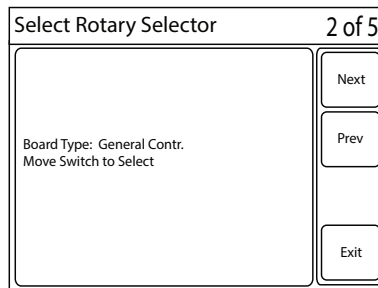 Select Rotary Selector 2 of 5
Next
Board Type: General Contr.
Move Switch to Select
Prev
Exit